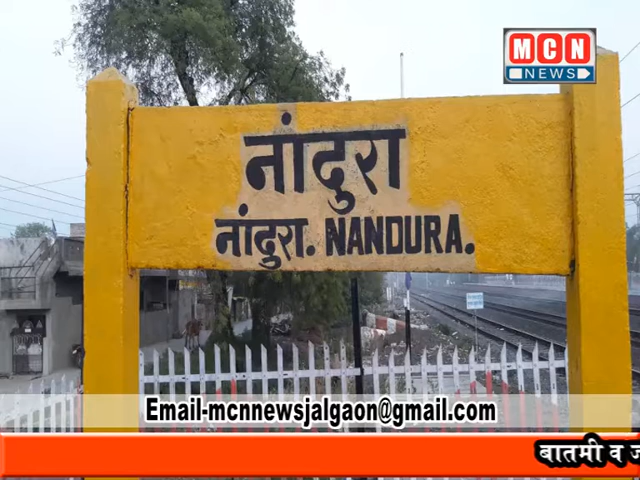 MCN
NEWS
नांदुरा
नांदुरा. NANDURA.
Email-mcnnewsjalgaon@gmail.com
बातमी व